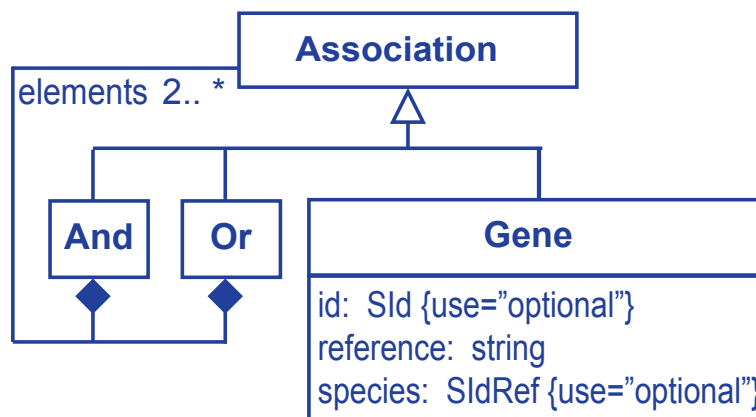 Association
elements 2.. *
And
Or
Gene
id: SId {use=”optional”}
reference: string
species: SIdRef {use=”optional”}